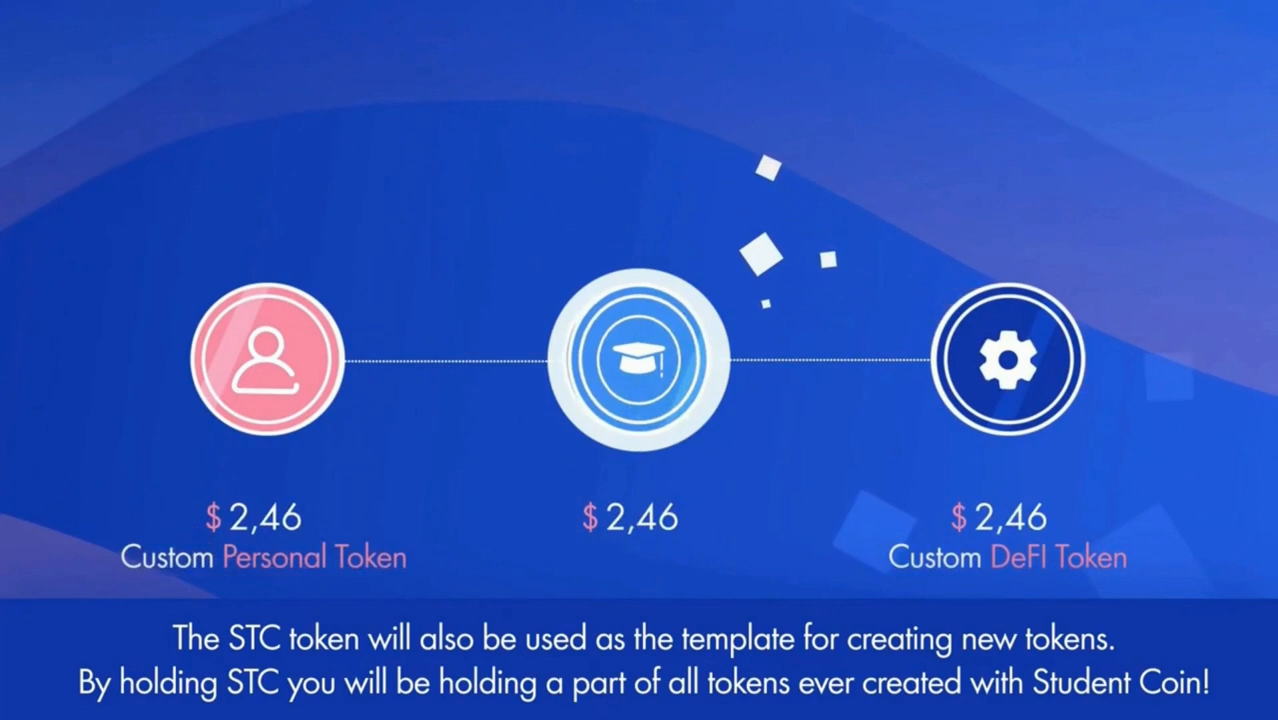 $ 2,46
Custom Personal Token
$ 2,46
$ 2,46
Custom DeFI Token
The STC token will also be used as the template for creating new tokens.
By holding STC you will be holding a part of all tokens ever created with Student Coin!